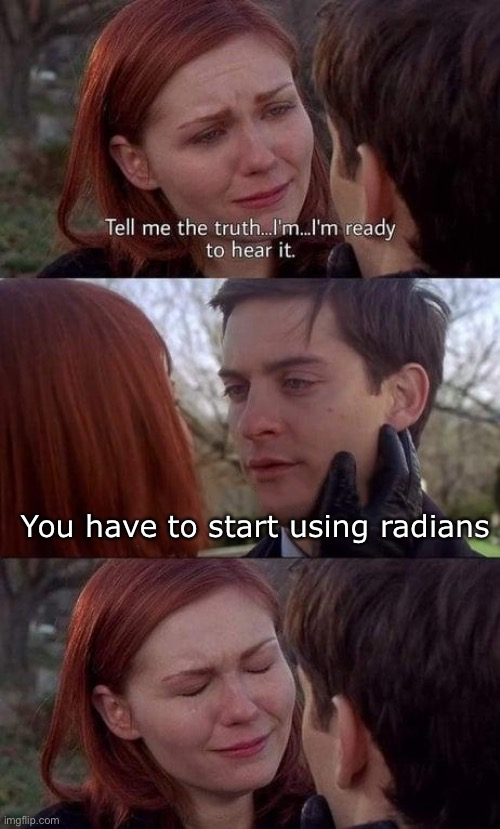 Tell me the truth...I'm...I'm ready
to hear it.
You have to start using radians
imgflip.com